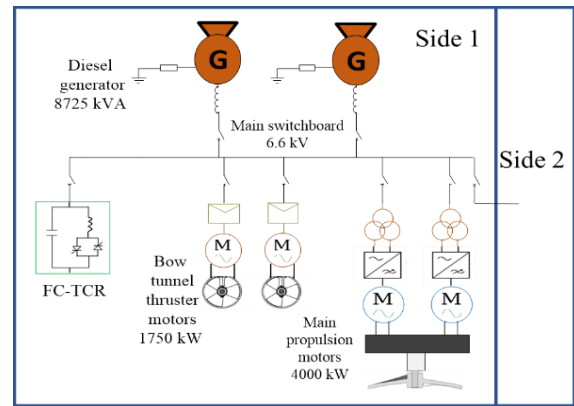 Side 1
G
G
Diesel
generator
8725 kVA
Main switchboard
6.6 kV
Side 2
FC-TCR
M
M
Bow
tunnel
thruster
motors
1750 kW
M
M
Main
propulsion
motors
4000 kW